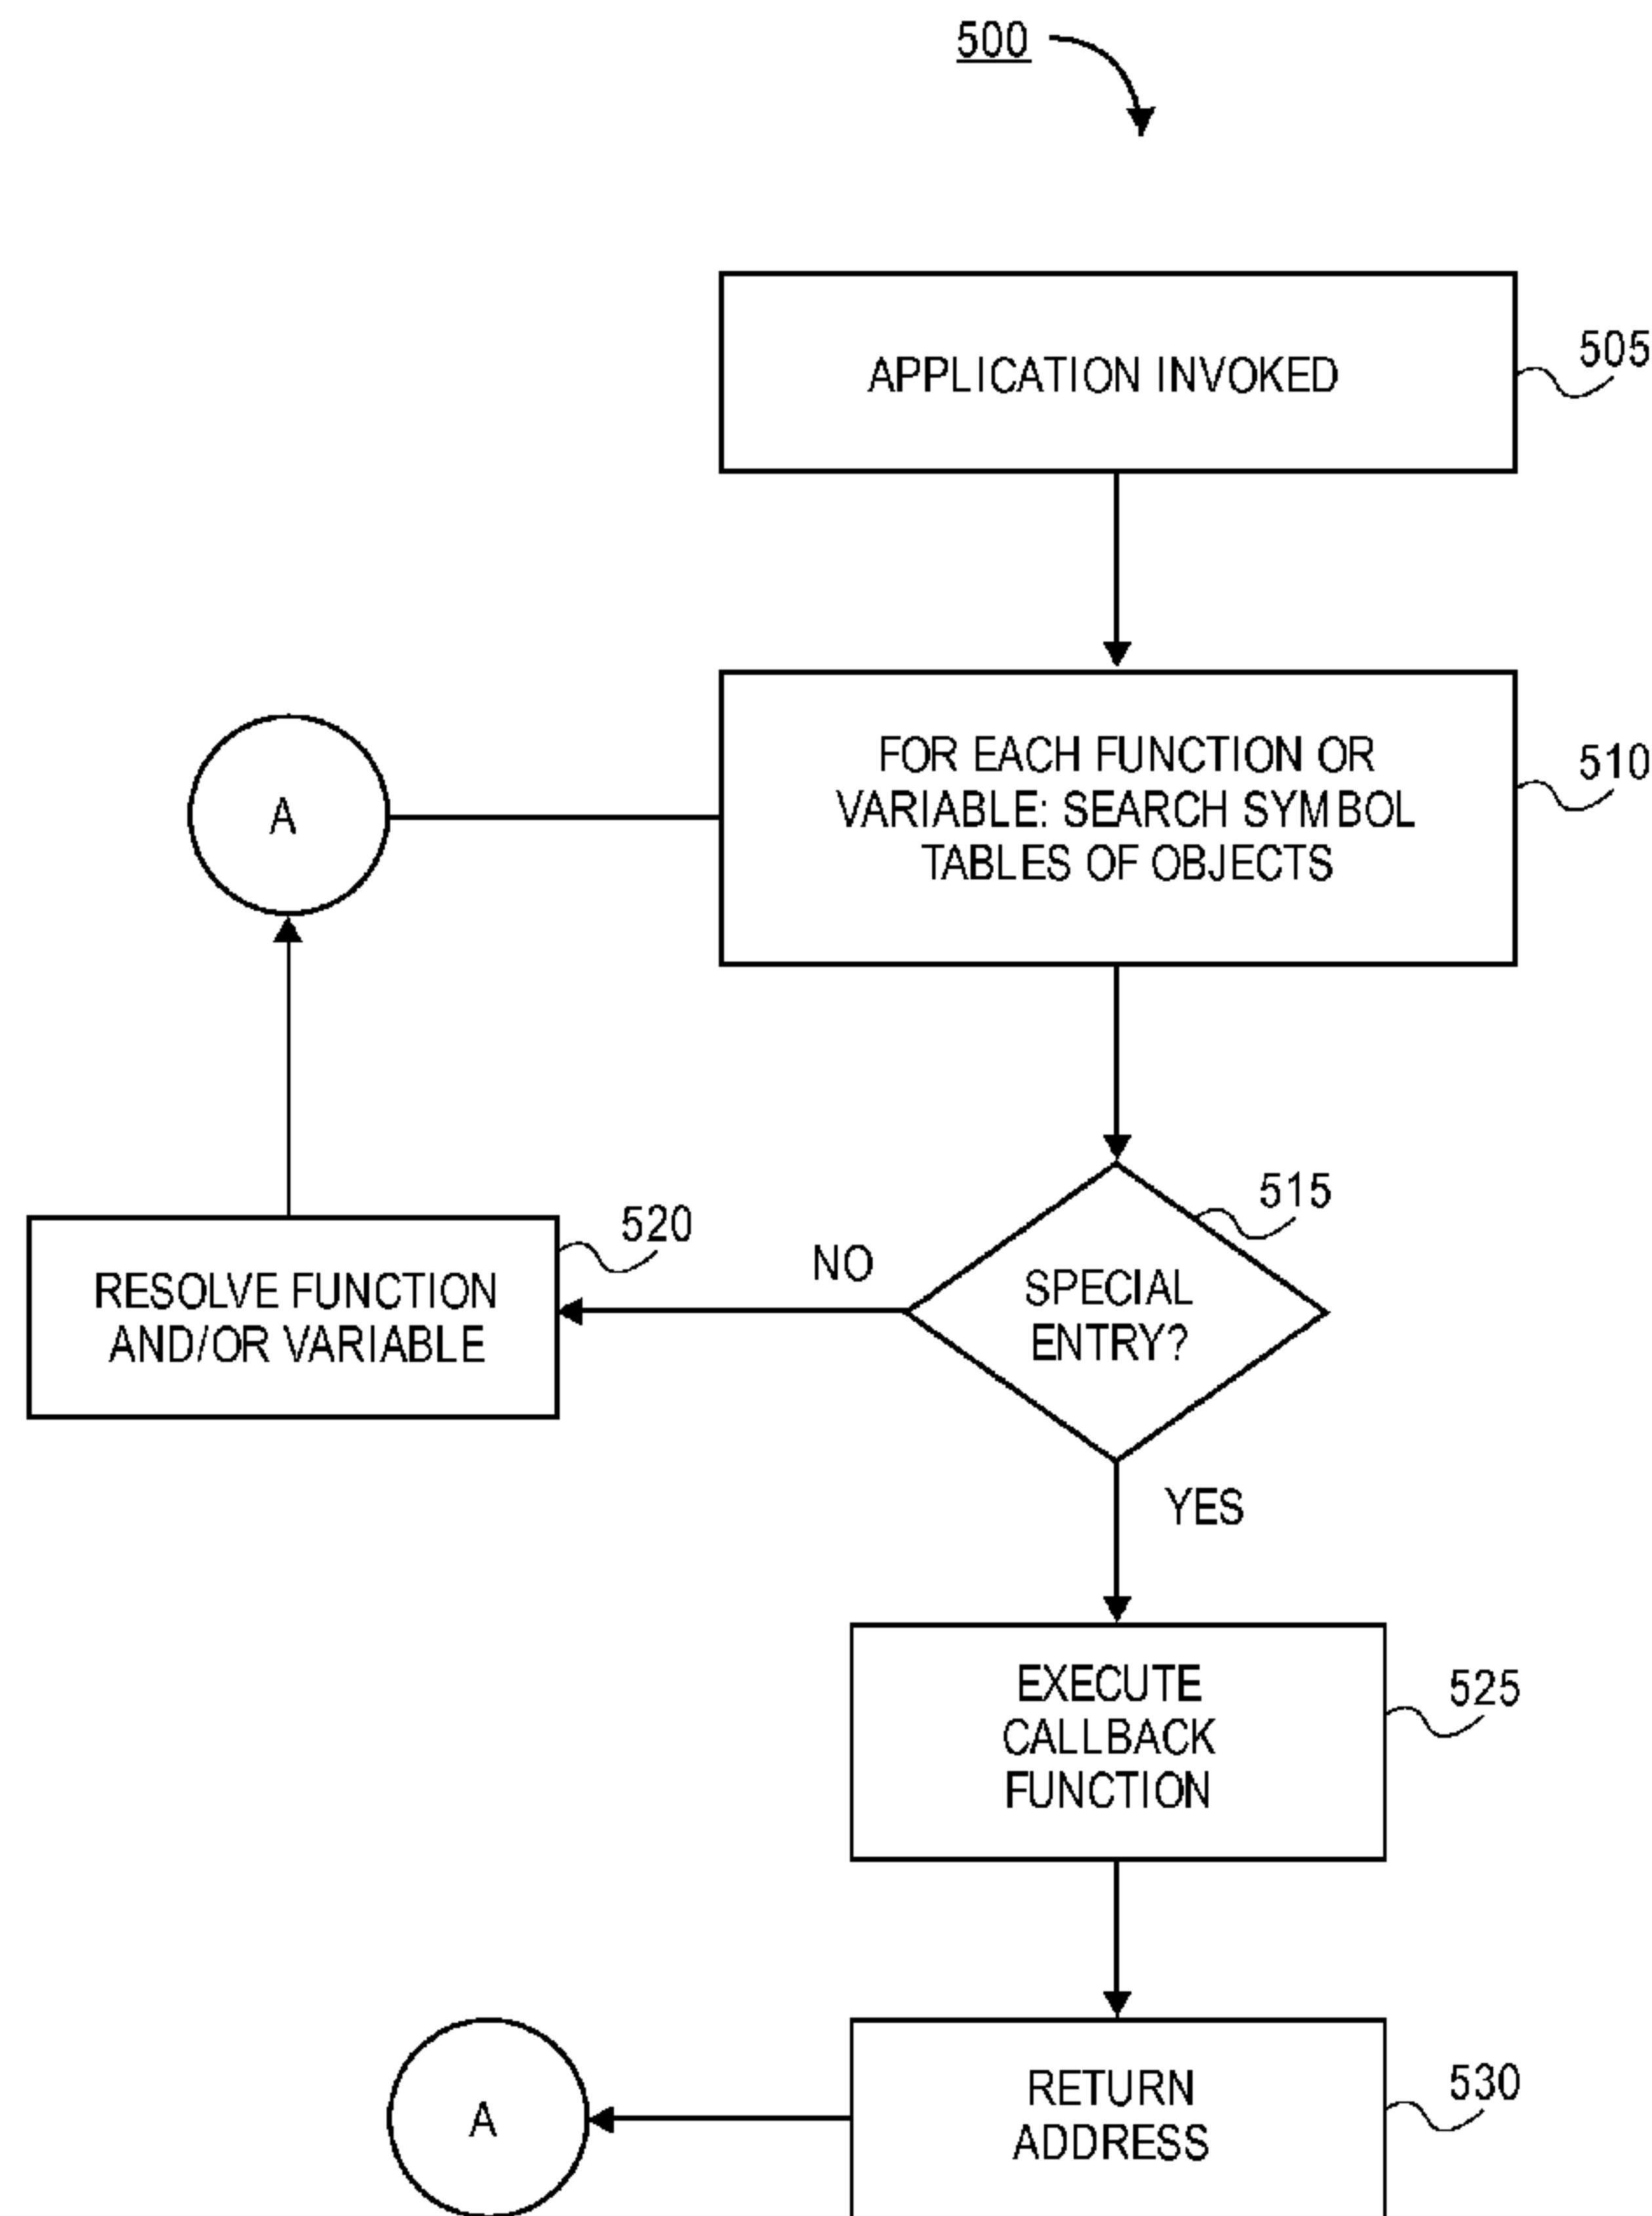 500
APPLICATION INVOKED
505
FOR EACH FUNCTION OR
VARIABLE: SEARCH SYMBOL
TABLES OF OBJECTS
510
A
515
SPECIAL
ENTRY?
NO
520
RESOLVE FUNCTION
AND/OR VARIABLE
YES
EXECUTE
CALLBACK
FUNCTION
525
RETURN
ADDRESS
530
A